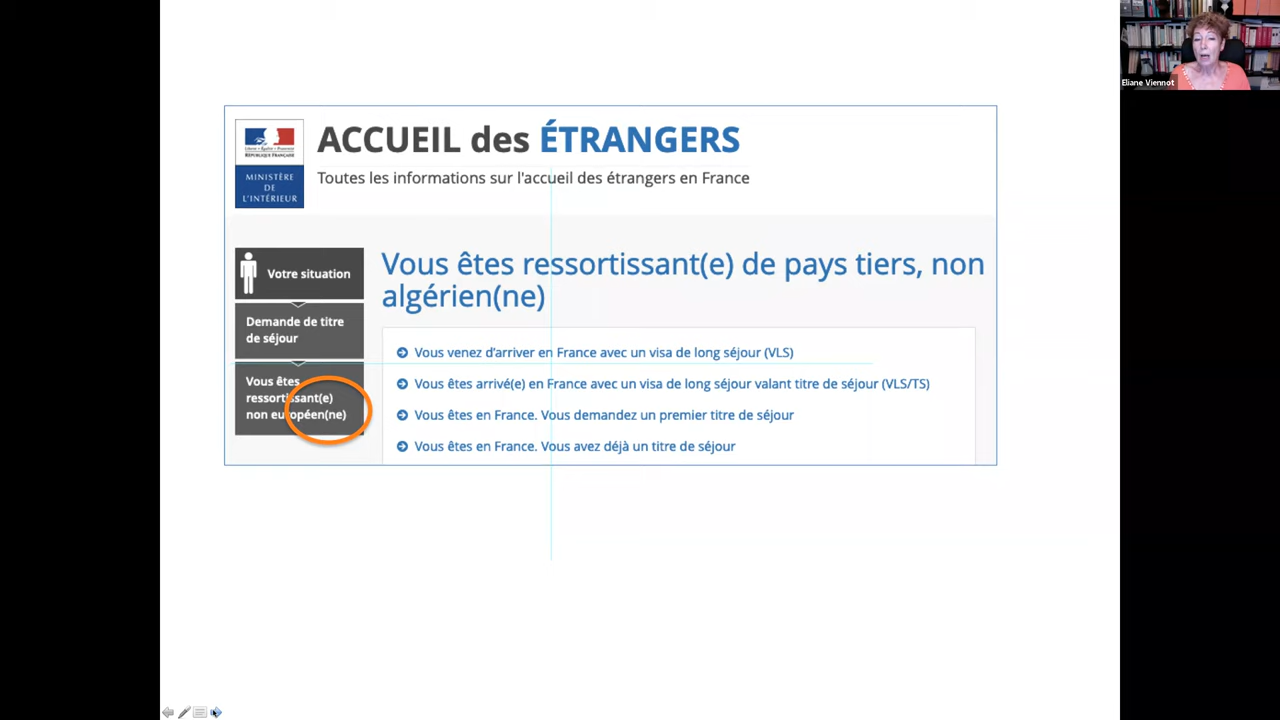 Eliane Viennot
ACCUEIL des ÉTRANGERS
Toutes les informations sur l'accueil des étrangers en France
Liberté • Égalité • Fraternité
RÉPUBLIQUE FRANÇAISE
MINISTÈRE
DE
L'INTÉRIEUR
Votre situation
Demande de titre
de séjour
Vous êtes
ressortissant(e)
non européen(ne)
Vous êtes ressortissant(e) de pays tiers, non
algérien(ne)
Vous venez d'arriver en France avec un visa de long séjour (VLS)
Vous êtes arrivé(e) en France avec un visa de long séjour valant titre de séjour (VLS/TS)
Vous êtes en France. Vous demandez un premier titre de séjour
Vous êtes en France. Vous avez déjà un titre de séjour